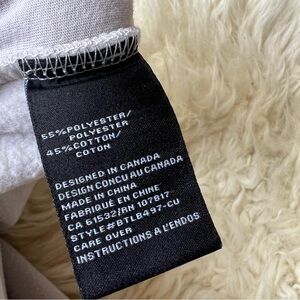 55%POLYESTER/
POLYESTER
45%COTTON/
COTON
DESIGNED IN CANADA
DESIGN CONCU AU CANADA
MADE IN CHINA
FABRIQUÉ EN CHINE
CA 61532/RN 107817
STYLE#BTLB497-CU
CARE OVER
INSTRUCTIONS A L'ENDOS